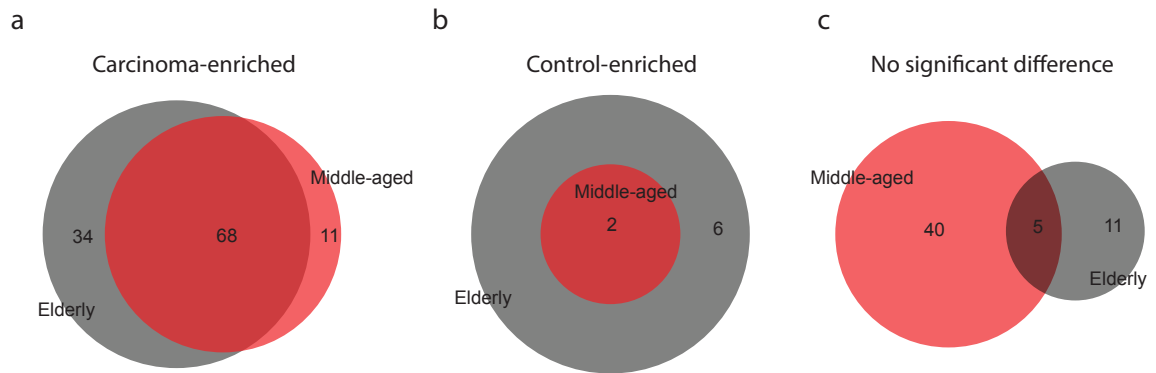 a
Carcinoma-enriched
Middle-aged
34
68
11
Elderly
b
Control-enriched
Middle-aged
2
6
Elderly
c
No significant difference
Middle-aged
40
5
11
Elderly